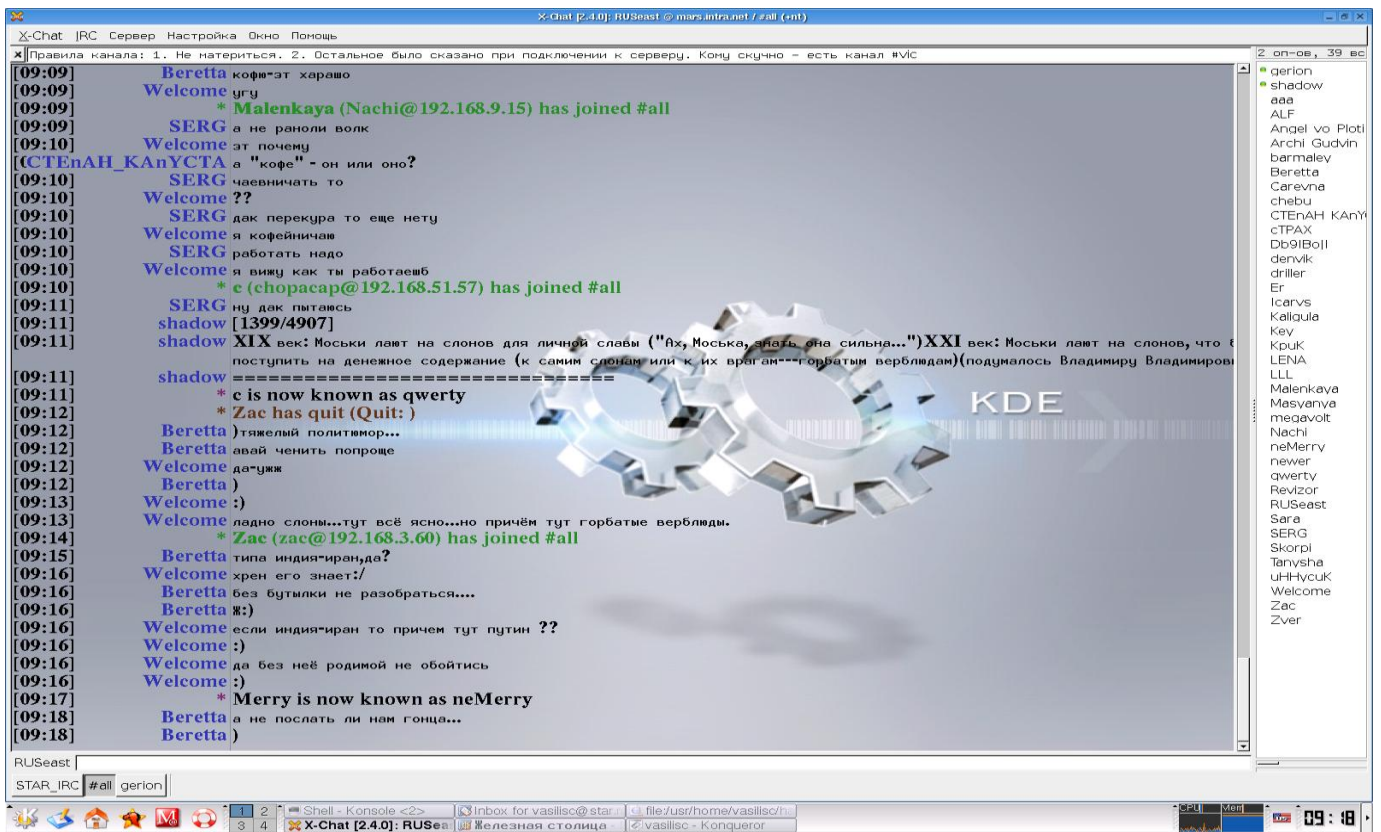 X-Chat [2.4.0]: RUSeast @ mars.intra.net / #all (+nt)
X-Chat IRC Сервер Настройка Окно Помощь
Правила канала: 1. Не материться. 2. Остальное было сказано при подключении к серверу. Кому скучно - есть канал #Vic
2 оп-ов, 39 вс
[09:09] Beretta кофю-эт харашо
[09:09] Welcome угу
[09:09] * Malenkaya (Nachi@192.168.9.15) has joined #all
[09:09] SERG а не раноли волк
[09:10] Welcome эт почему
[(CTEnAH_KAnYCTA а "кофе" - он или оно?
[09:10] SERG чаевничать то
[09:10] Welcome ??
[09:10] SERG дак перекура то еще нету
[09:10] Welcome я кофейничаю
[09:10] SERG работать надо
[09:10] Welcome я вижу как ты работаешб
[09:10] * c (chopacap@192.168.51.57) has joined #all
[09:11] SERG ну дак пытаюсь
[09:11] shadow [1399/4907]
[09:11] shadow XIX век: Моськи лают на слонов для личной славы ("Ах, Моська, знать она сильна...")XXI век: Моськи лают на слонов, что б
поступить на денежное содержание (к самим слонам или к их врагам---горбатым верблюдам)(подумалось Владимиру Владимирови
[09:11] shadow ================================
[09:11] * c is now known as qwerty
[09:12] * Zac has quit (Quit: )
[09:12] Beretta )тяжелый политюмор...
[09:12] Beretta авай ченить попроще
[09:12] Welcome да-ужж
[09:12] Beretta )
[09:13] Welcome :)
[09:13] Welcome ладно слоны...тут всё ясно...но причём тут горбатые верблюды.
[09:14] * Zac (zac@192.168.3.60) has joined #all
[09:15] Beretta типа индия-иран,да?
[09:16] Welcome хрен его знает:/
[09:16] Beretta без бутылки не разобраться....
[09:16] Beretta ж:)
[09:16] Welcome если индия-иран то причем тут путин ??
[09:16] Welcome :)
[09:16] Welcome да без неё родимой не обойтись
[09:16] Welcome :)
[09:17] * Merry is now known as neMerry
[09:18] Beretta а не послать ли нам гонца...
[09:18] Beretta )
KDE
gerion
shadow
aaa
ALF
Angel vo Ploti
Archi Gudvin
barmaley
Beretta
Carevna
chebu
CTEnAH KAnY
cTPAX
Db9lBo|l
denvik
driller
Er
Icarvs
Kaligula
Key
KpuK
LENA
LLL
Malenkaya
Masyanya
megavolt
Nachi
neMerry
newer
qwerty
Revizor
RUSeast
Sara
SERG
Skorpi
Tanysha
uHHycuK
Welcome
Zac
Zver
RUSeast
STAR_IRC #all gerion
1 2 Shell - Konsole <2> Inbox for vasilisc@star. file:/usr/home/vasilisc/h
3 4 X-Chat [2.4.0]: RUSea Железная столица - vasilisc - Konqueror
CPU Mem 09:18